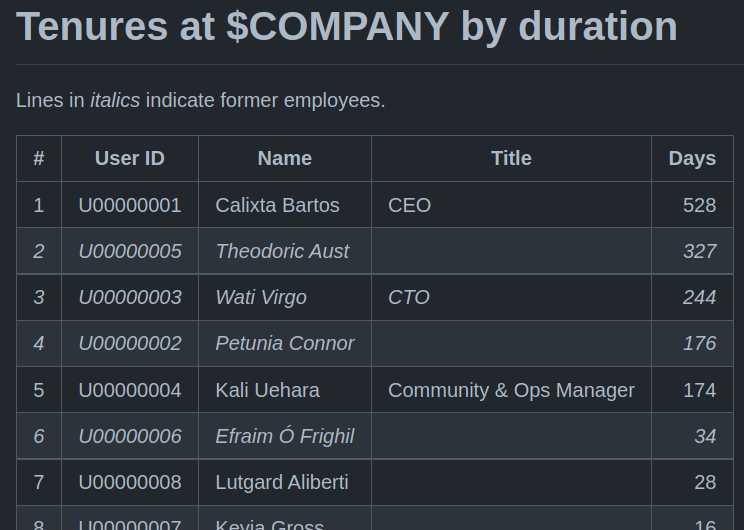 Tenures at $COMPANY by duration
Lines in italics indicate former employees.
# User ID Name Title Days
1 U00000001 Calixta Bartos CEO 528
2 U00000005 Theodoric Aust 327
3 U00000003 Wati Virgo CTO 244
4 U00000002 Petunia Connor 176
5 U00000004 Kali Uehara Community & Ops Manager 174
6 U00000006 Efraim Ó Frighil 34
7 U00000008 Lutgard Aliberti 28
8 U00000007 Keyia Gross 16